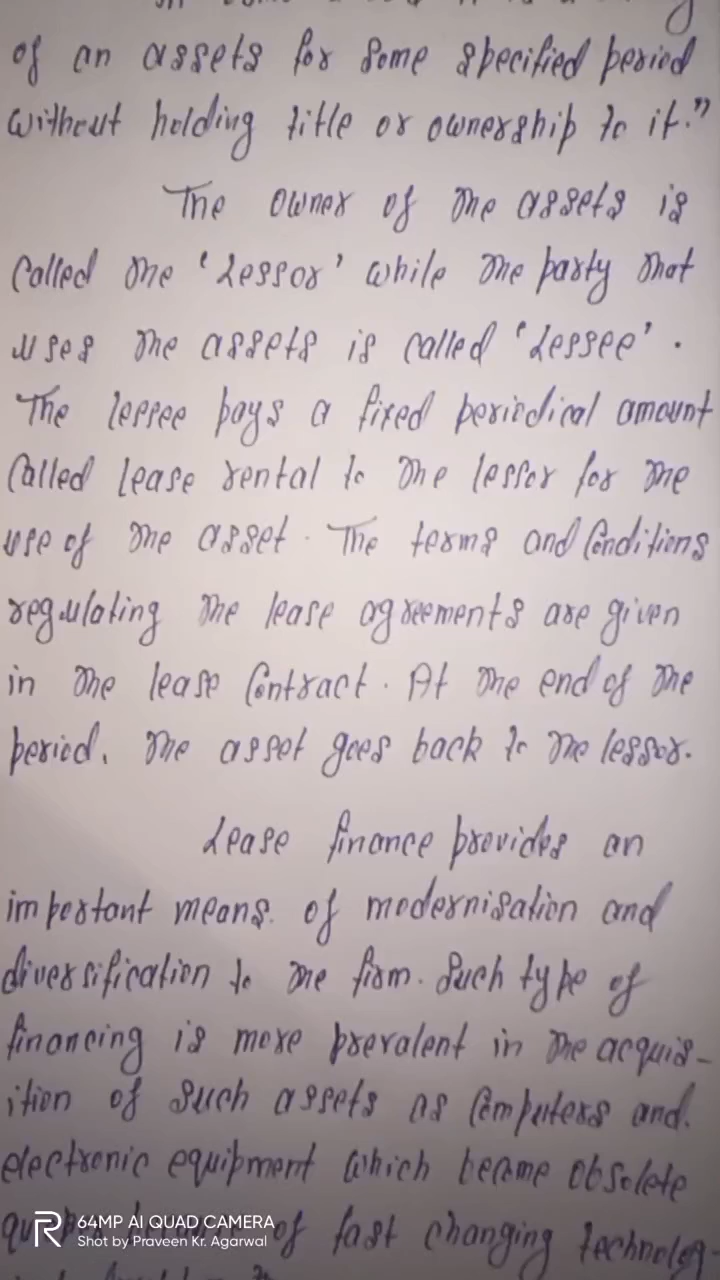 of an assets for some specified period
without holding title or ownership to it."
The owner of the assets is
called the 'Lessor' while the party that
uses the assets is called 'Lessee'.
The lessee pays a fixed periodical amount
called lease rental to the lessor for the
use of the asset. The terms and Conditions
regulating the lease agreements are given
in the lease Contract. At the end of the
period, the asset goes back to the lessor.
Lease finance provides an
important means. of modernisation and
diversification to the firm. Such type of
financing is more prevalent in the acquis-
ition of such assets as Computers and.
electronic equipment which became obsolete
of fast changing technolog-
64MP AI QUAD CAMERA
Shot by Praveen Kr. Agarwal